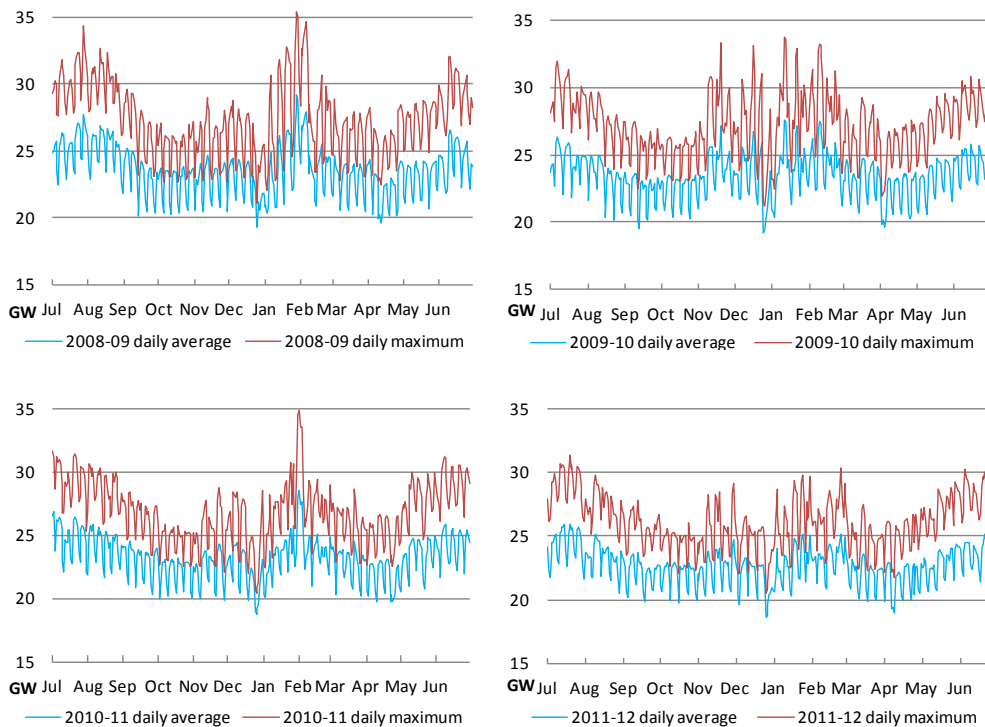 35
30
25
20
15
GW Jul Aug Sep Oct Nov Dec Jan Feb Mar Apr May Jun
2008-09 daily average 2008-09 daily maximum
35
30
25
20
15
GW Jul Aug Sep Oct Nov Dec Jan Feb Mar Apr May Jun
2009-10 daily average 2009-10 daily maximum
35
30
25
20
15
GW Jul Aug Sep Oct Nov Dec Jan Feb Mar Apr May Jun
2010-11 daily average 2010-11 daily maximum
35
30
25
20
15
GW Jul Aug Sep Oct Nov Dec Jan Feb Mar Apr May Jun
2011-12 daily average 2011-12 daily maximum